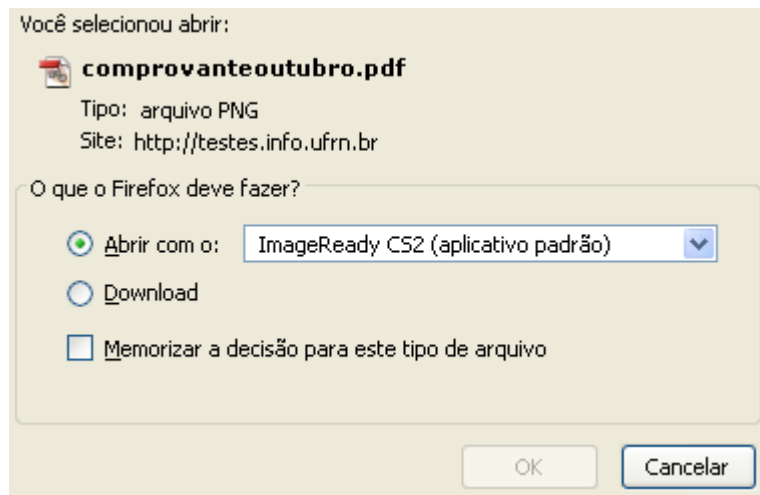 Você selecionou abrir:
comprovanteoutubro.pdf
Tipo: arquivo PNG
Site: http://testes.info.ufrn.br
O que o Firefox deve fazer?
Abrir com o: ImageReady CS2 (aplicativo padrão)
Download
Memorizar a decisão para este tipo de arquivo
OK Cancelar